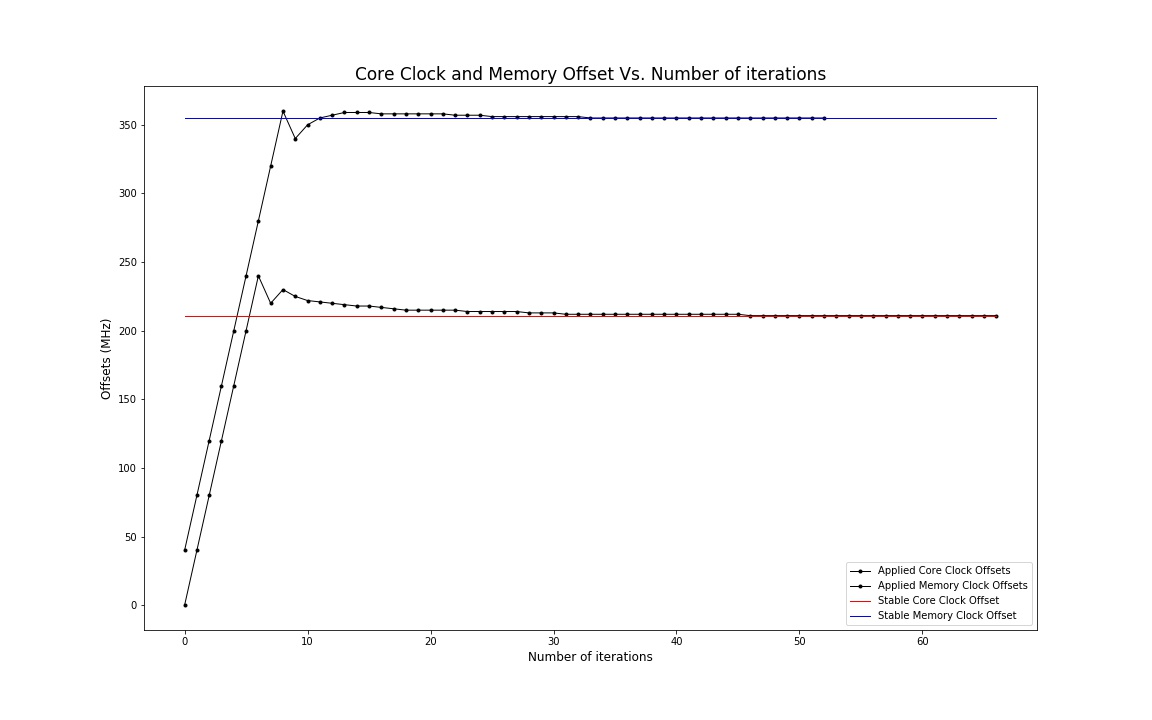 Core Clock and Memory Offset Vs. Number of iterations
Offsets (MHz)
350
300
250
200
150
100
50
0
0 10 20 30 40 50 60
Number of iterations
Applied Core Clock Offsets
Applied Memory Clock Offsets
Stable Core Clock Offset
Stable Memory Clock Offset